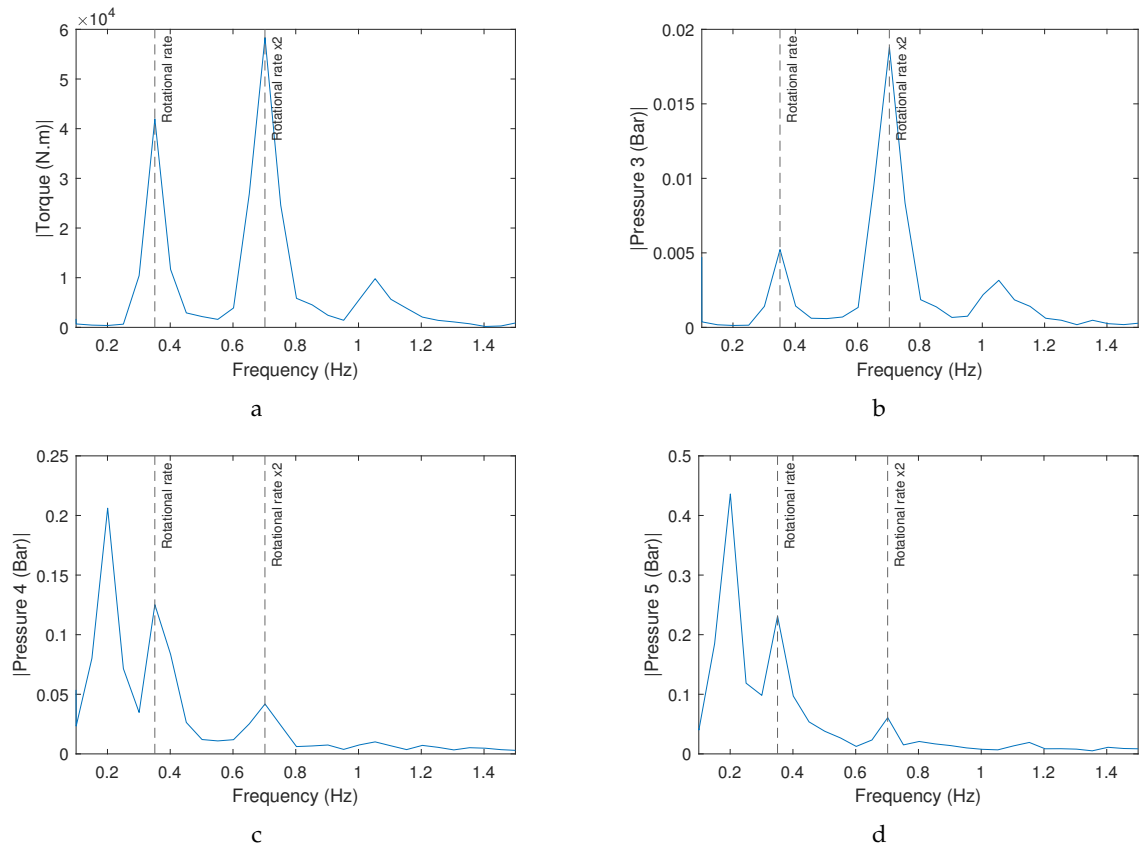 ×10⁴
6
5
4
3
2
1
0
|Torque (N.m)|
Rotational rate
Rotational rate x2
0.2 0.4 0.6 0.8 1 1.2 1.4
Frequency (Hz)
a
0.02
0.015
0.01
0.005
0
|Pressure 3 (Bar)|
Rotational rate
Rotational rate x2
0.2 0.4 0.6 0.8 1 1.2 1.4
Frequency (Hz)
b
0.25
0.2
0.15
0.1
0.05
0
|Pressure 4 (Bar)|
Rotational rate
Rotational rate x2
0.2 0.4 0.6 0.8 1 1.2 1.4
Frequency (Hz)
c
0.5
0.4
0.3
0.2
0.1
0
|Pressure 5 (Bar)|
Rotational rate
Rotational rate x2
0.2 0.4 0.6 0.8 1 1.2 1.4
Frequency (Hz)
d